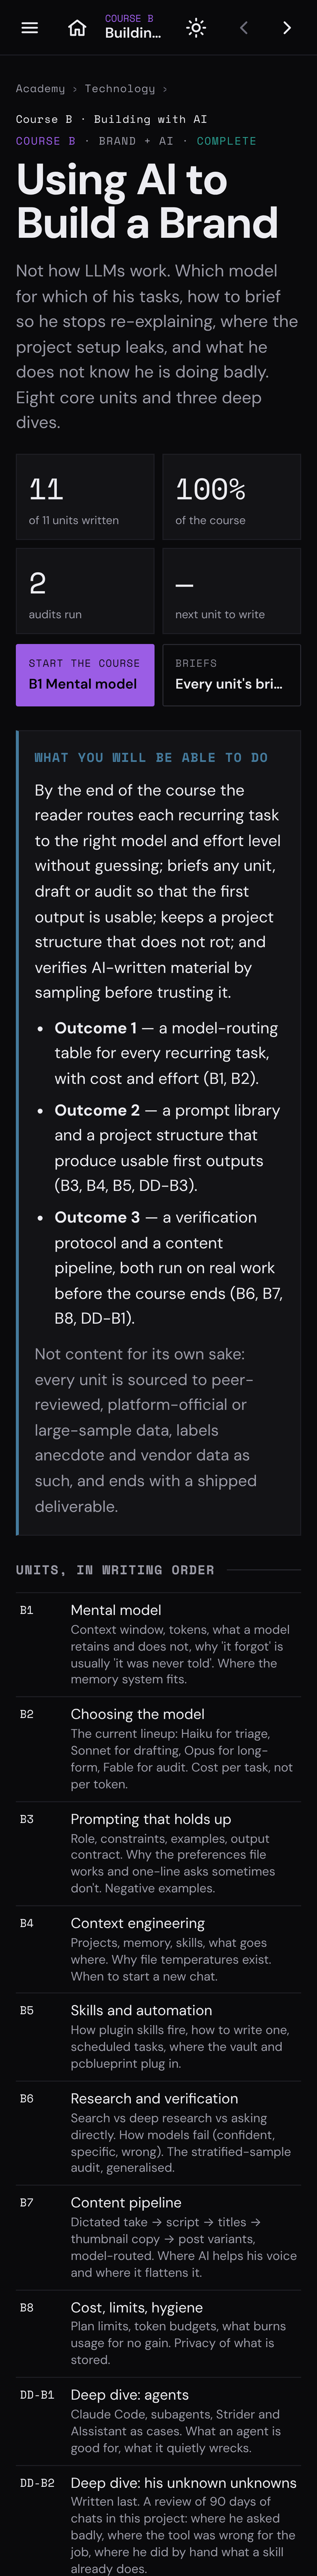 COURSE B
Buildin...
Academy › Technology ›
Course B · Building with AI
COURSE B · BRAND + AI · COMPLETE
Using AI to
Build a Brand
Not how LLMs work. Which model
for which of his tasks, how to brief
so he stops re-explaining, where the
project setup leaks, and what he
does not know he is doing badly.
Eight core units and three deep
dives.
11
of 11 units written
100%
of the course
2
audits run
—
next unit to write
START THE COURSE
B1 Mental model
BRIEFS
Every unit's bri...
WHAT YOU WILL BE ABLE TO DO
By the end of the course the
reader routes each recurring task
to the right model and effort level
without guessing; briefs any unit,
draft or audit so that the first
output is usable; keeps a project
structure that does not rot; and
verifies AI-written material by
sampling before trusting it.
• Outcome 1 — a model-routing
table for every recurring task,
with cost and effort (B1, B2).
• Outcome 2 — a prompt library
and a project structure that
produce usable first outputs
(B3, B4, B5, DD-B3).
• Outcome 3 — a verification
protocol and a content
pipeline, both run on real work
before the course ends (B6, B7,
B8, DD-B1).
Not content for its own sake:
every unit is sourced to peer-
reviewed, platform-official or
large-sample data, labels
anecdote and vendor data as
such, and ends with a shipped
deliverable.
UNITS, IN WRITING ORDER
B1 Mental model
Context window, tokens, what a model
retains and does not, why 'it forgot' is
usually 'it was never told'. Where the
memory system fits.
B2 Choosing the model
The current lineup: Haiku for triage,
Sonnet for drafting, Opus for long-
form, Fable for audit. Cost per task, not
per token.
B3 Prompting that holds up
Role, constraints, examples, output
contract. Why the preferences file
works and one-line asks sometimes
don't. Negative examples.
B4 Context engineering
Projects, memory, skills, what goes
where. Why file temperatures exist.
When to start a new chat.
B5 Skills and automation
How plugin skills fire, how to write one,
scheduled tasks, where the vault and
pcblueprint plug in.
B6 Research and verification
Search vs deep research vs asking
directly. How models fail (confident,
specific, wrong). The stratified-sample
audit, generalised.
B7 Content pipeline
Dictated take → script → titles →
thumbnail copy → post variants,
model-routed. Where AI helps his voice
and where it flattens it.
B8 Cost, limits, hygiene
Plan limits, token budgets, what burns
usage for no gain. Privacy of what is
stored.
DD-B1 Deep dive: agents
Claude Code, subagents, Strider and
AIssistant as cases. What an agent is
good for, what it quietly wrecks.
DD-B2 Deep dive: his unknown unknowns
Written last. A review of 90 days of
chats in this project: where he asked
badly, where the tool was wrong for the
job, where he did by hand what a skill
already does.